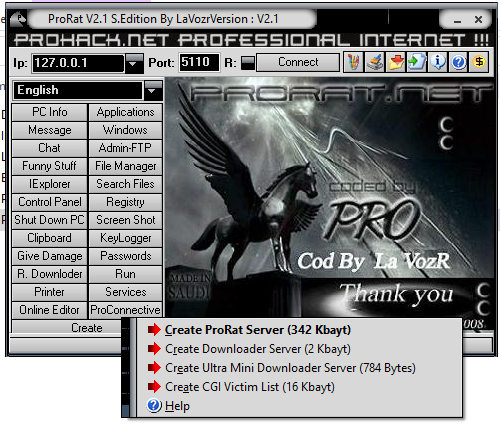 ProRat V2.1 S.Edition By LaVozrVersion : V2.1
PROHACK.NET PROFESSIONAL INTERNET !!!
Ip: 127.0.0.1 Port: 5110 R: Connect
English
PC Info Applications
Message Windows
Chat Admin-FTP
Funny Stuff File Manager
IExplorer Search Files
Control Panel Registry
Shut Down PC Screen Shot
Clipboard KeyLogger
Give Damage Passwords
R. Downloder Run
Printer Services
Online Editor ProConnective
Create
PRORAT.NET
coded by
PRO
Cod By La VozR
MADE IN
SAUDI
Thank you
008
Create ProRat Server (342 Kbayt)
Create Downloader Server (2 Kbayt)
Create Ultra Mini Downloader Server (784 Bytes)
Create CGI Victim List (16 Kbayt)
Help